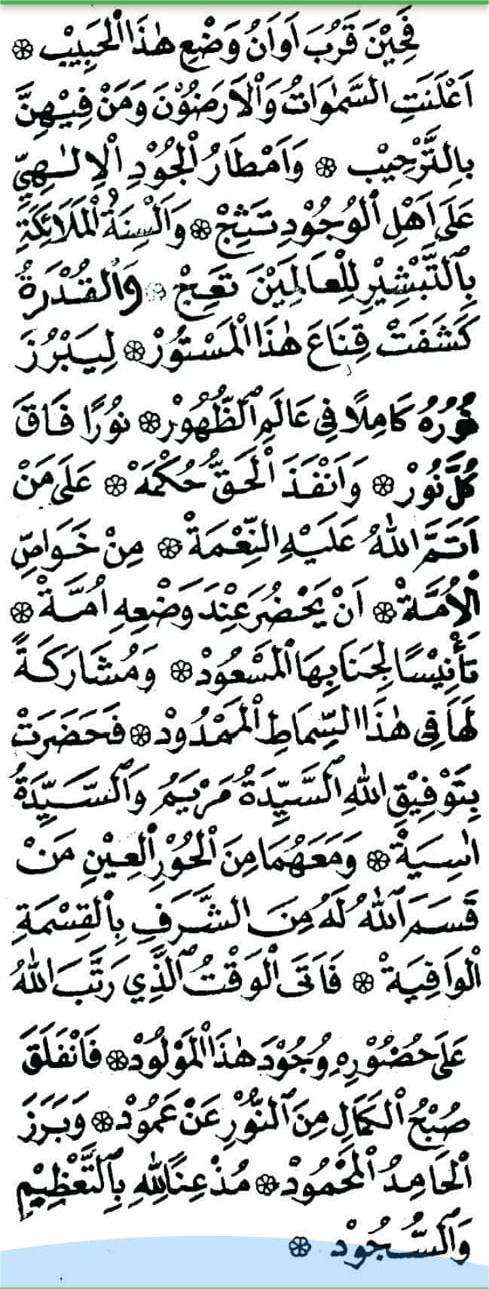 فَحِيْنَ قَرُبَ اَوَانُ وَضْعِ هٰذَا الْحَبِيْبِ ۞
اَعْلَنَتِ السَّمٰوَاتُ وَالْاَرَضُوْنَ وَمَنْ فِيْهِنَّ
بِالتَّرْحِيْبِ ۞ وَاَمْطَارُ الْجُوْدِ الْاِلٰهِيِّ
عَلَى اَهْلِ الْوُجُوْدِ تَثِجْ ۞ وَاَلْسِنَةُ الْمَلَائِكَةِ
بِالتَّبْشِيْرِ لِلْعَالَمِيْنَ تَعِجْ ۞ وَالْقُدْرَةُ
كَشَفَتْ قِنَاعَ هٰذَا الْمَسْتُوْرْ ۞ لِيَبْرُزَ
نُوْرُهُ كَامِلًا فِي عَالَمِ الظُّهُوْرْ ۞ نُوْرًا فَاقَ
كُلَّ نُوْرْ ۞ وَاَنْفَذَ الْحَقُّ حُكْمَهْ ۞ عَلَى مَنْ
اَتَمَّ اللهُ عَلَيْهِ النِّعْمَةْ ۞ مِنْ خَوَاصِّ
الْاُمَّةْ ۞ اَنْ يَحْضُرَ عِنْدَ وَضْعِهِ اُمَّهْ ۞
تَأْنِيْسًا لِجَنَابِهَا الْمَسْعُوْدْ ۞ وَمُشَارَكَةً
لَهَا فِي هٰذَا السِّمَاطِ الْمَمْدُوْدْ ۞ فَحَضَرَتْ
بِتَوْفِيْقِ اللهِ السَّيِّدَةُ مَرْيَمُ وَالسَّيِّدَةُ
اٰسِيَةْ ۞ وَمَعَهُمَا مِنَ الْحُوْرِ الْعِيْنِ مَنْ
قَسَمَ اللهُ لَهُ مِنَ الشَّرَفِ بِالْقِسْمَةِ
الْوَافِيَةْ ۞ فَاَتَى الْوَقْتُ الَّذِي رَتَّبَ اللهُ
عَلَى حُضُوْرِهِ وُجُوْدَ هٰذَا الْمَوْلُوْدْ ۞ فَانْفَلَقَ
صُبْحُ الْكَمَالِ مِنَ النُّوْرِ عَنْ عَمُوْدْ ۞ وَبَرَزَ
الْحَامِدُ الْمَحْمُوْدْ ۞ مُذْعِنًا لِلّٰهِ بِالتَّعْظِيْمِ
وَالسُّجُوْدْ ۞